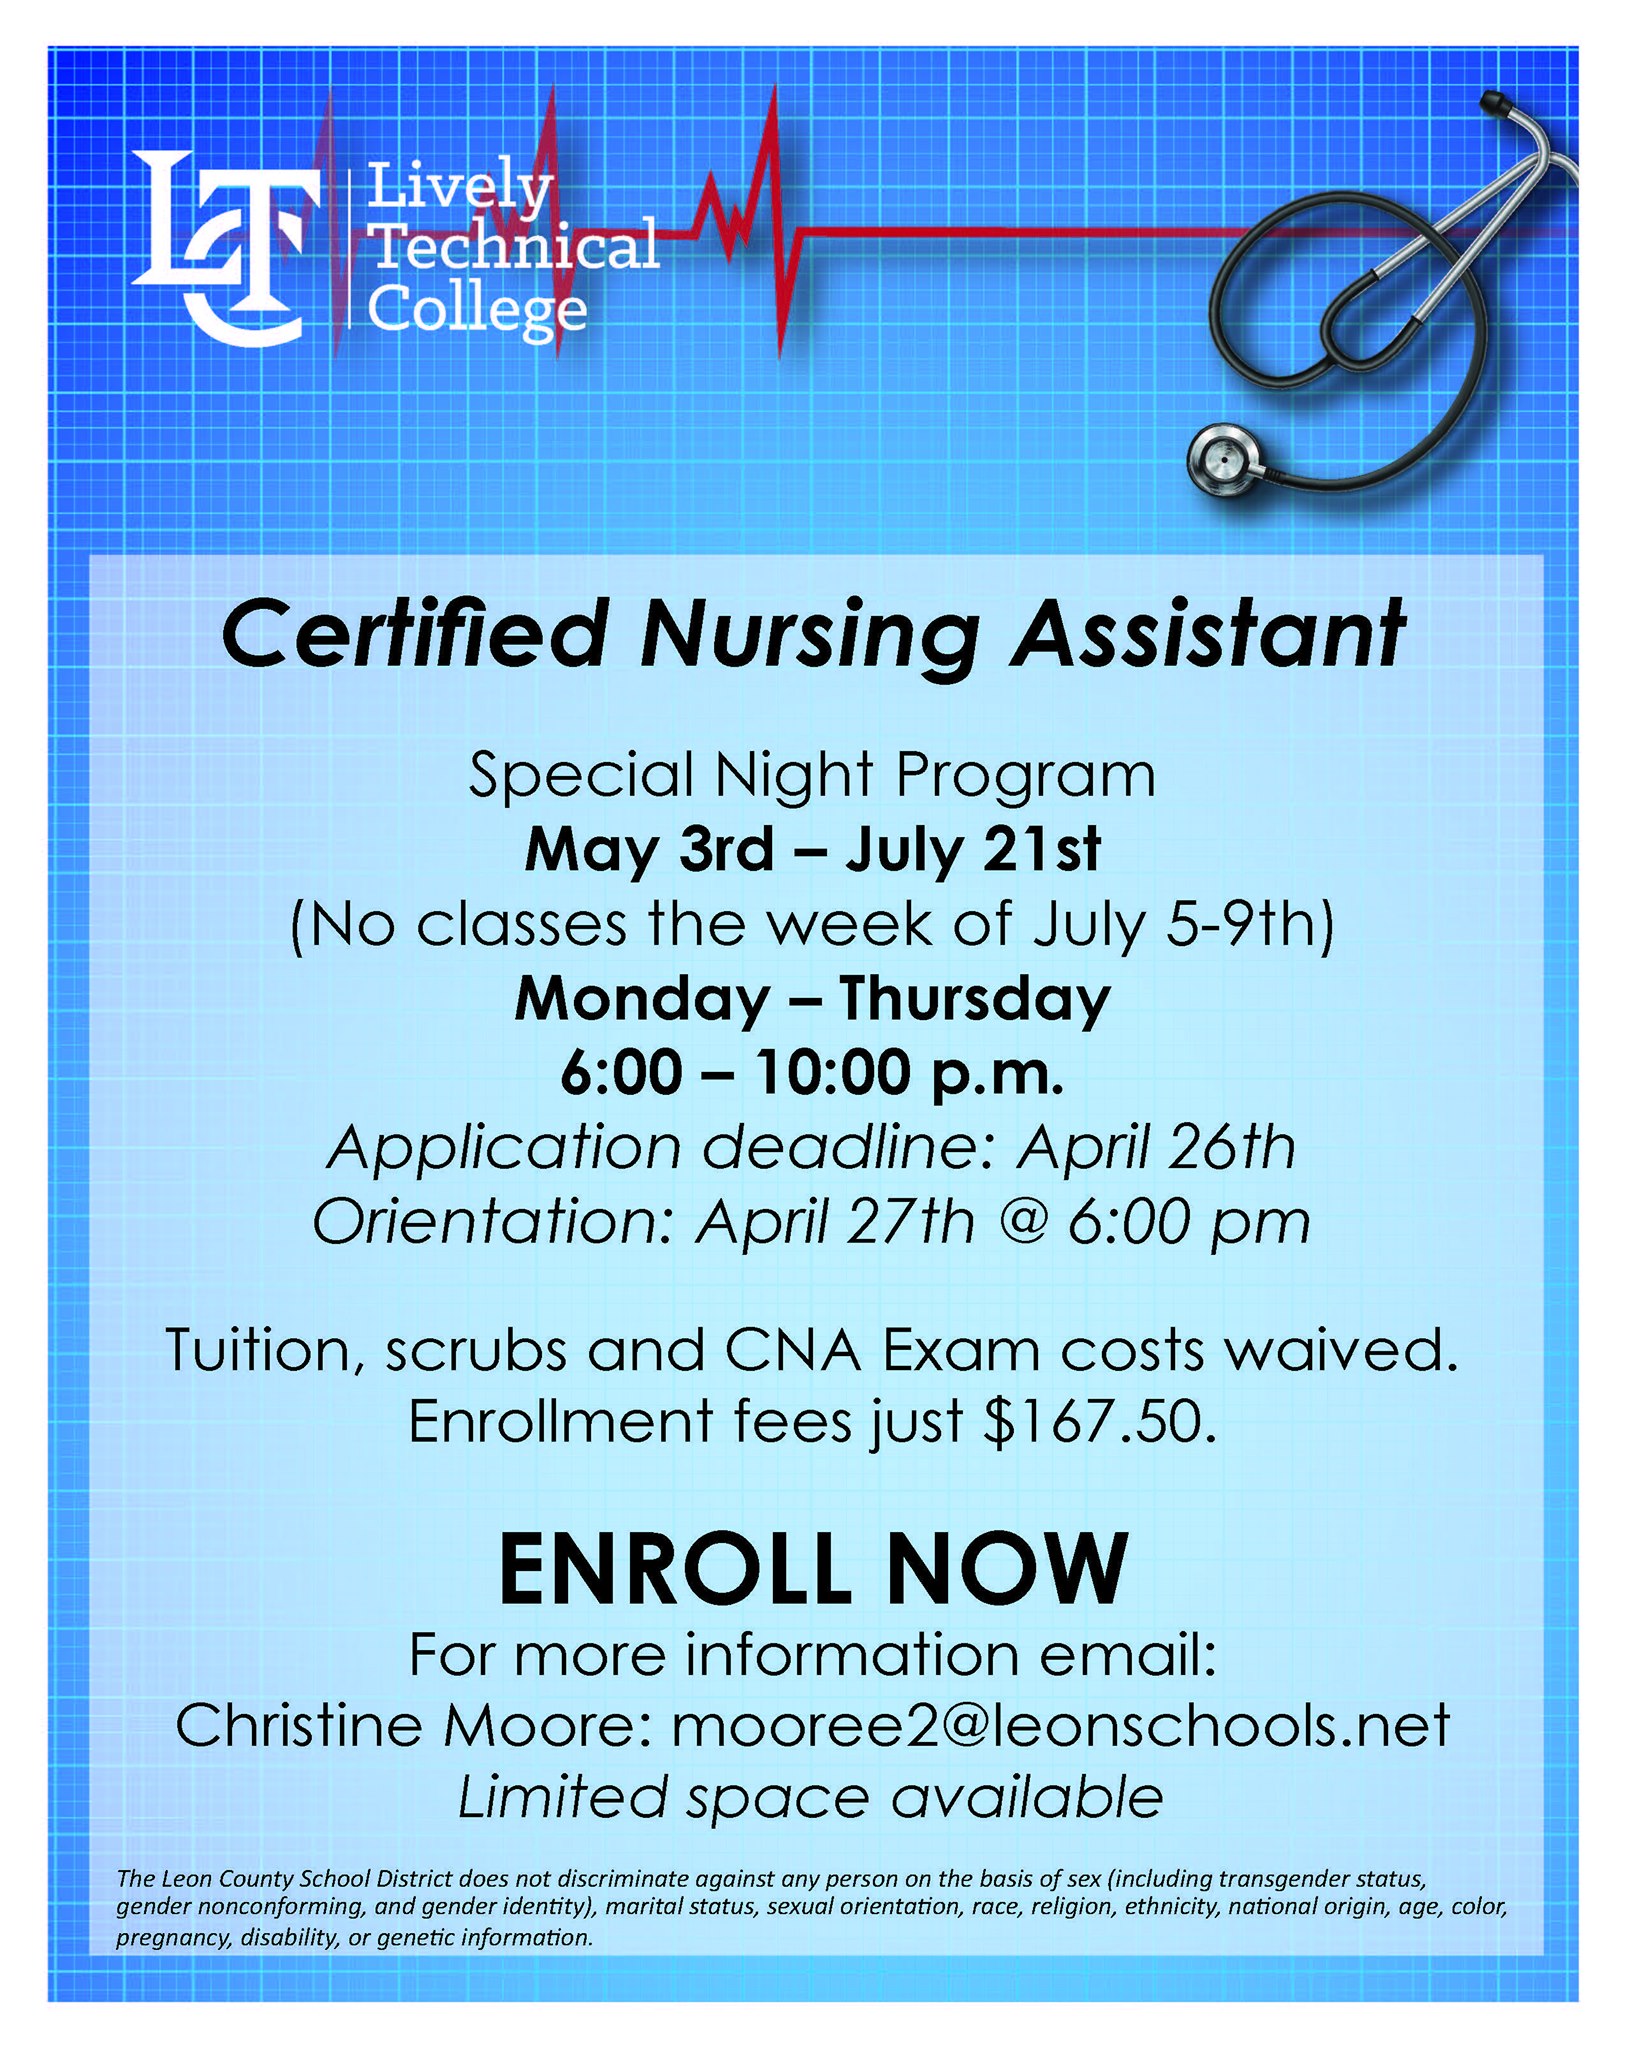 LTC
Lively
Technical
College
Certified Nursing Assistant
Special Night Program
May 3rd – July 21st
(No classes the week of July 5-9th)
Monday – Thursday
6:00 – 10:00 p.m.
Application deadline: April 26th
Orientation: April 27th @ 6:00 pm
Tuition, scrubs and CNA Exam costs waived.
Enrollment fees just $167.50.
ENROLL NOW
For more information email:
Christine Moore: mooree2@leonschools.net
Limited space available
The Leon County School District does not discriminate against any person on the basis of sex (including transgender status,
gender nonconforming, and gender identity), marital status, sexual orientation, race, religion, ethnicity, national origin, age, color,
pregnancy, disability, or genetic information.